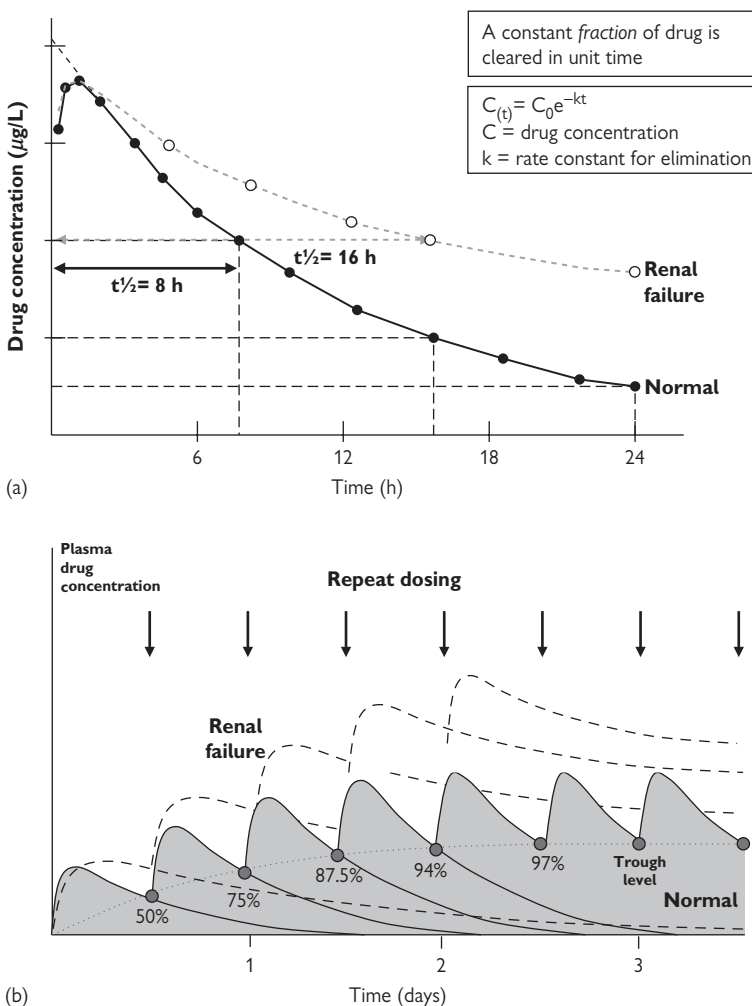 A constant fraction of drug is
cleared in unit time
C(t)= C0e–kt
C = drug concentration
k = rate constant for elimination
Drug concentration (μg/L)
t½= 16 h
t½= 8 h
Renal
failure
Normal
6
12
18
24
Time (h)
(a)
Plasma
drug
concentration
Repeat dosing
Renal
failure
50%
75%
87.5%
94%
97%
Trough
level
Normal
1
2
3
Time (days)
(b)